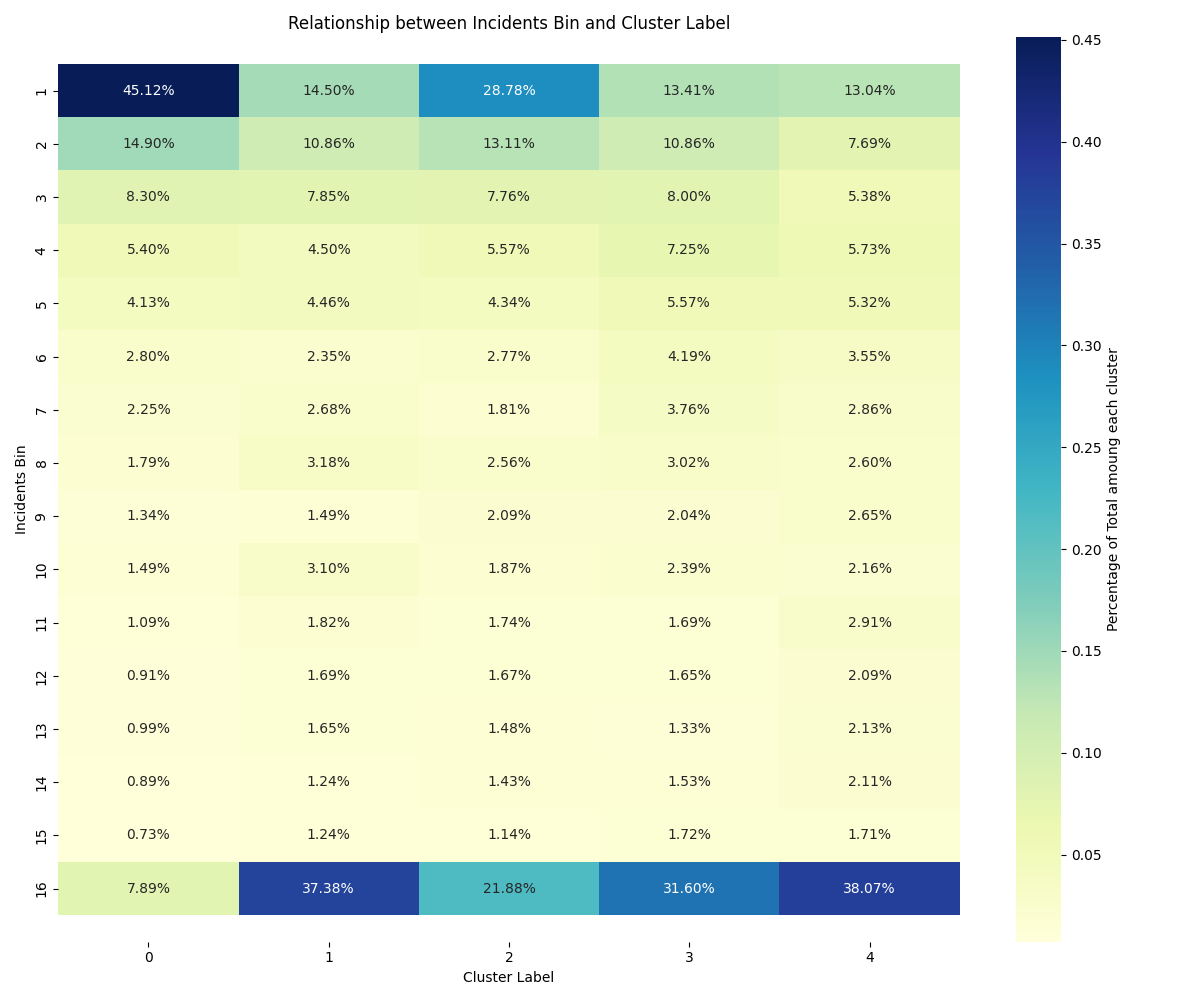 Relationship between Incidents Bin and Cluster Label
1 45.12% 14.50% 28.78% 13.41% 13.04%
2 14.90% 10.86% 13.11% 10.86% 7.69%
3 8.30% 7.85% 7.76% 8.00% 5.38%
4 5.40% 4.50% 5.57% 7.25% 5.73%
5 4.13% 4.46% 4.34% 5.57% 5.32%
6 2.80% 2.35% 2.77% 4.19% 3.55%
7 2.25% 2.68% 1.81% 3.76% 2.86%
8 1.79% 3.18% 2.56% 3.02% 2.60%
9 1.34% 1.49% 2.09% 2.04% 2.65%
10 1.49% 3.10% 1.87% 2.39% 2.16%
11 1.09% 1.82% 1.74% 1.69% 2.91%
12 0.91% 1.69% 1.67% 1.65% 2.09%
13 0.99% 1.65% 1.48% 1.33% 2.13%
14 0.89% 1.24% 1.43% 1.53% 2.11%
15 0.73% 1.24% 1.14% 1.72% 1.71%
16 7.89% 37.38% 21.88% 31.60% 38.07%
0 1 2 3 4
Cluster Label
Incidents Bin
0.45
0.40
0.35
0.30
0.25
0.20
0.15
0.10
0.05
Percentage of Total amoung each cluster